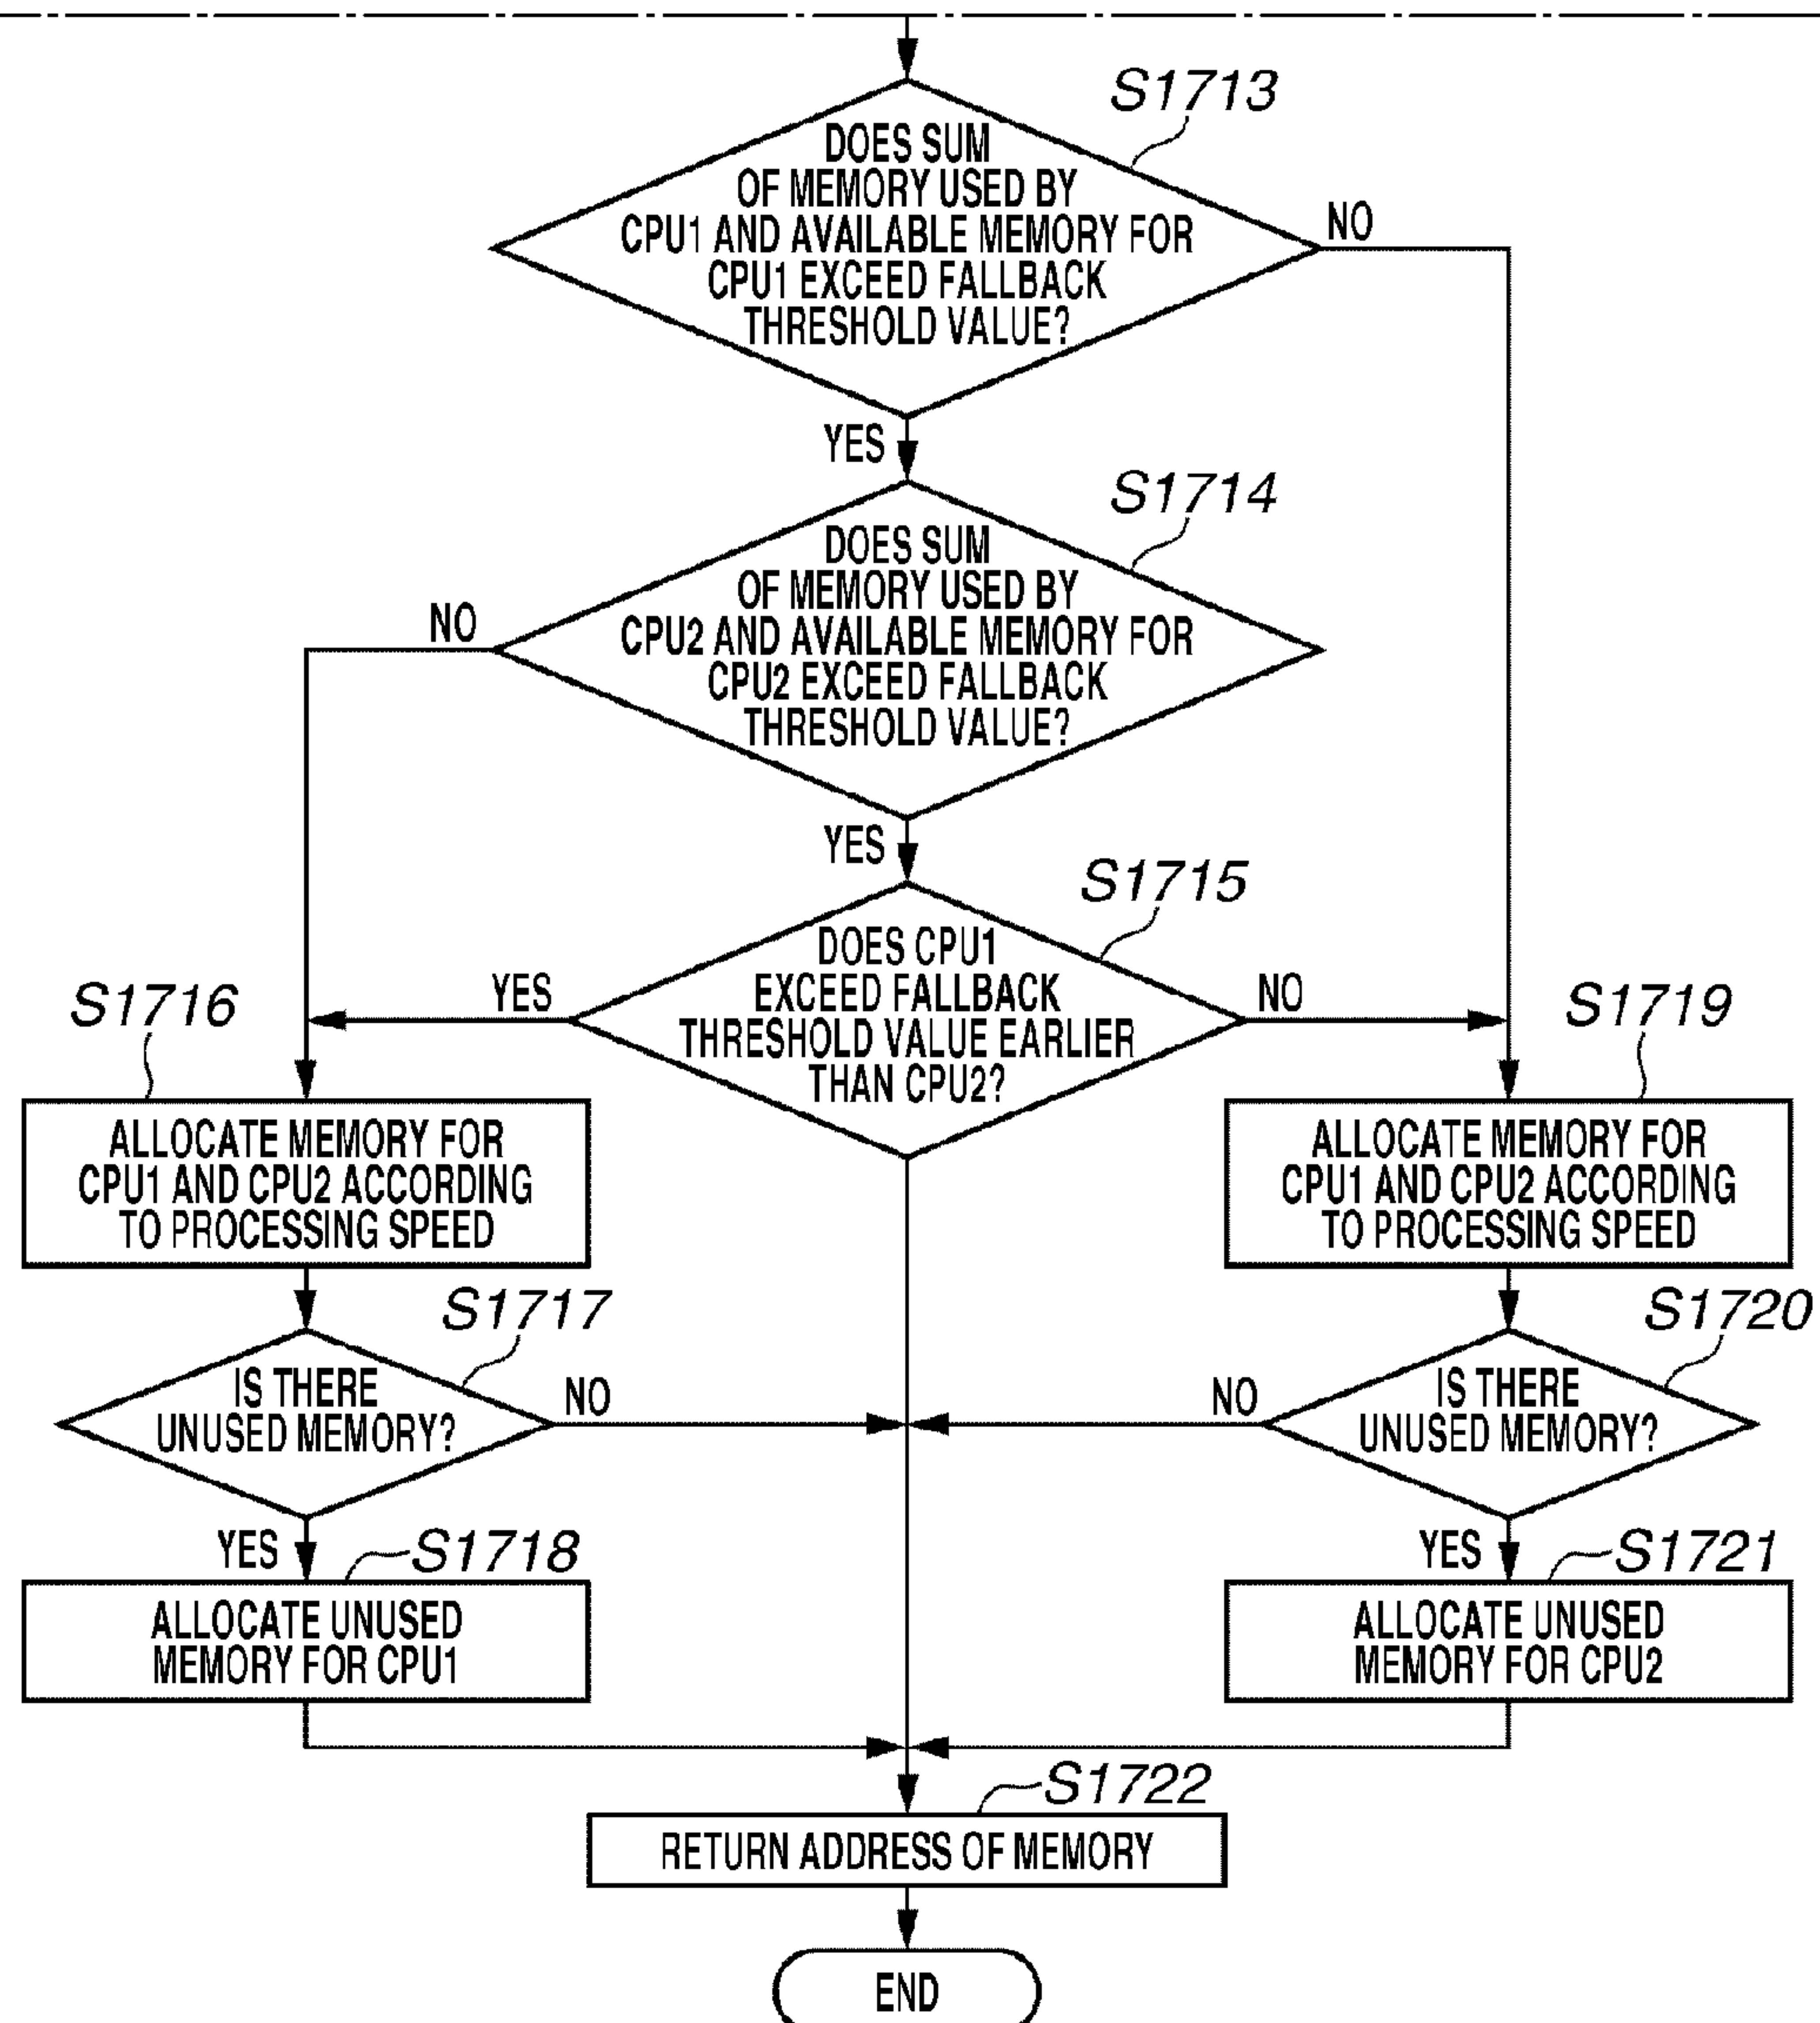 S1713
DOES SUM
OF MEMORY USED BY
CPU1 AND AVAILABLE MEMORY FOR
CPU1 EXCEED FALLBACK
THRESHOLD VALUE?
NO
YES
S1714
DOES SUM
OF MEMORY USED BY
CPU2 AND AVAILABLE MEMORY FOR
CPU2 EXCEED FALLBACK
THRESHOLD VALUE?
NO
YES
S1715
DOES CPU1
EXCEED FALLBACK
THRESHOLD VALUE EARLIER
THAN CPU2?
YES
NO
S1716
ALLOCATE MEMORY FOR
CPU1 AND CPU2 ACCORDING
TO PROCESSING SPEED
S1719
ALLOCATE MEMORY FOR
CPU1 AND CPU2 ACCORDING
TO PROCESSING SPEED
S1717
IS THERE
UNUSED MEMORY?
NO
YES
S1720
IS THERE
UNUSED MEMORY?
NO
YES
S1718
ALLOCATE UNUSED
MEMORY FOR CPU1
S1721
ALLOCATE UNUSED
MEMORY FOR CPU2
S1722
RETURN ADDRESS OF MEMORY
END